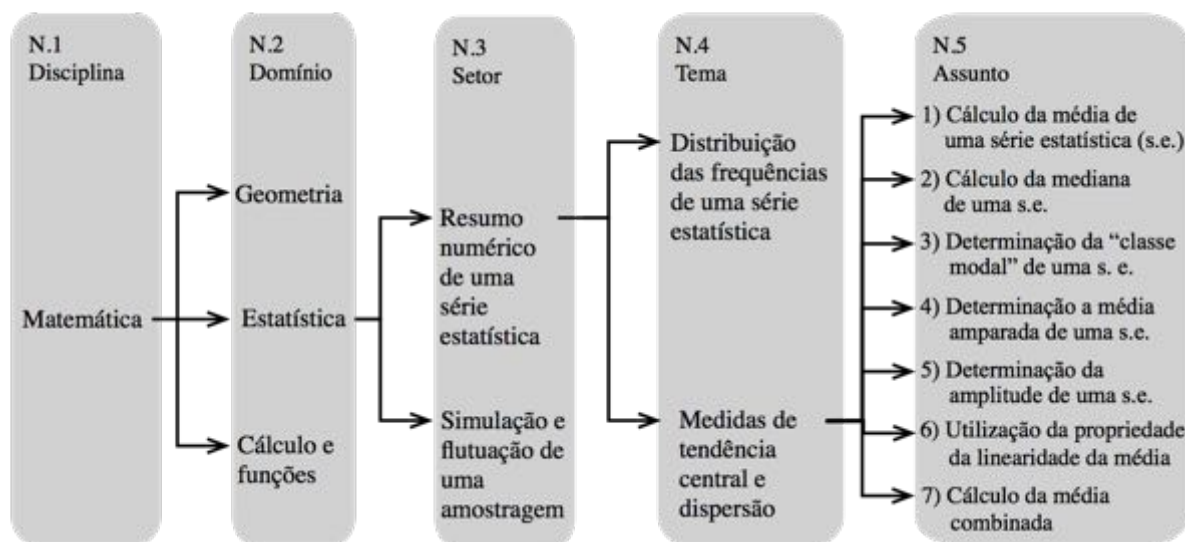 N.1
Disciplina
Matemática
N.2
Domínio
Geometria
Estatística
Cálculo e
funções
N.3
Setor
Resumo
numérico
de uma
série
estatística
Simulação e
flutuação de
uma
amostragem
N.4
Tema
Distribuição
das frequências
de uma série
estatística
Medidas de
tendência
central e
dispersão
N.5
Assunto
1) Cálculo da média de
uma série estatística (s.e.)
2) Cálculo da mediana
de uma s.e.
3) Determinação da “classe
modal” de uma s. e.
4) Determinação a média
amparada de uma s.e.
5) Determinação da
amplitude de uma s.e.
6) Utilização da propriedade
da linearidade da média
7) Cálculo da média
combinada